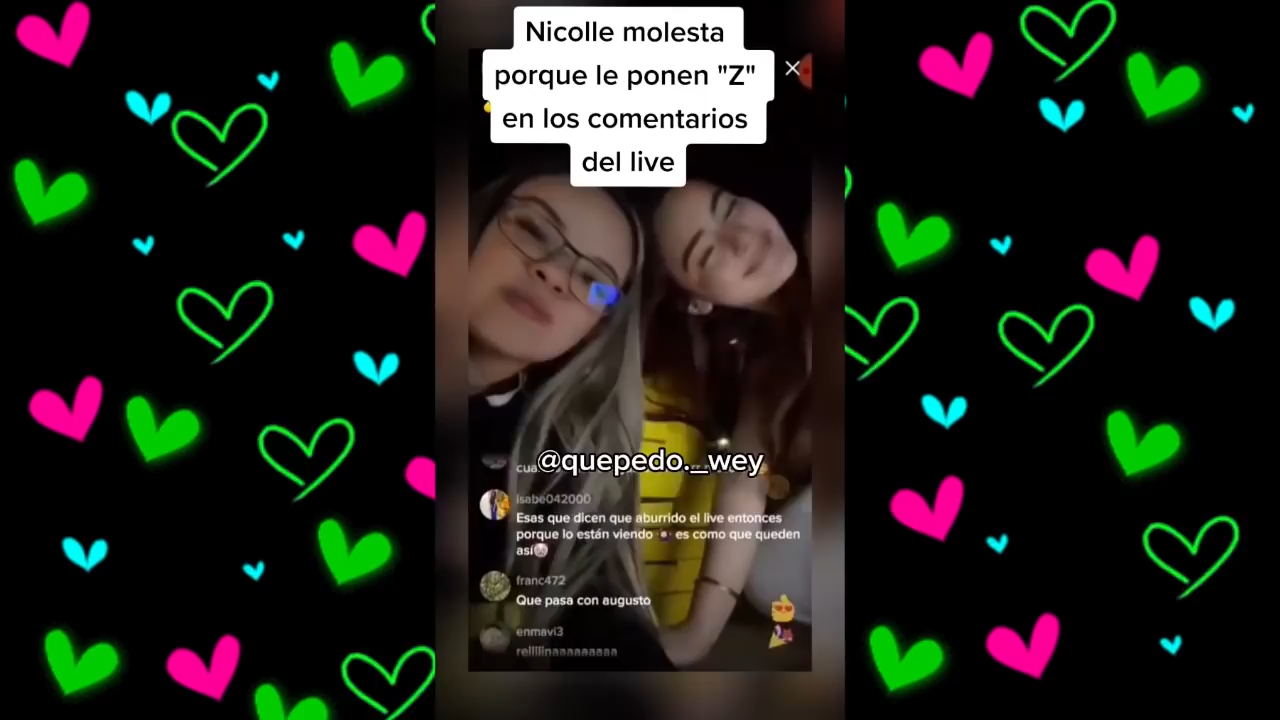 Nicolle molesta
porque le ponen "Z"
en los comentarios
del live
@quepedo._wey
isabe042000
Esas que dicen que aburrido el live entonces
porque lo están viendo es como que queden
así
franc472
Que pasa con augusto
enmavi3